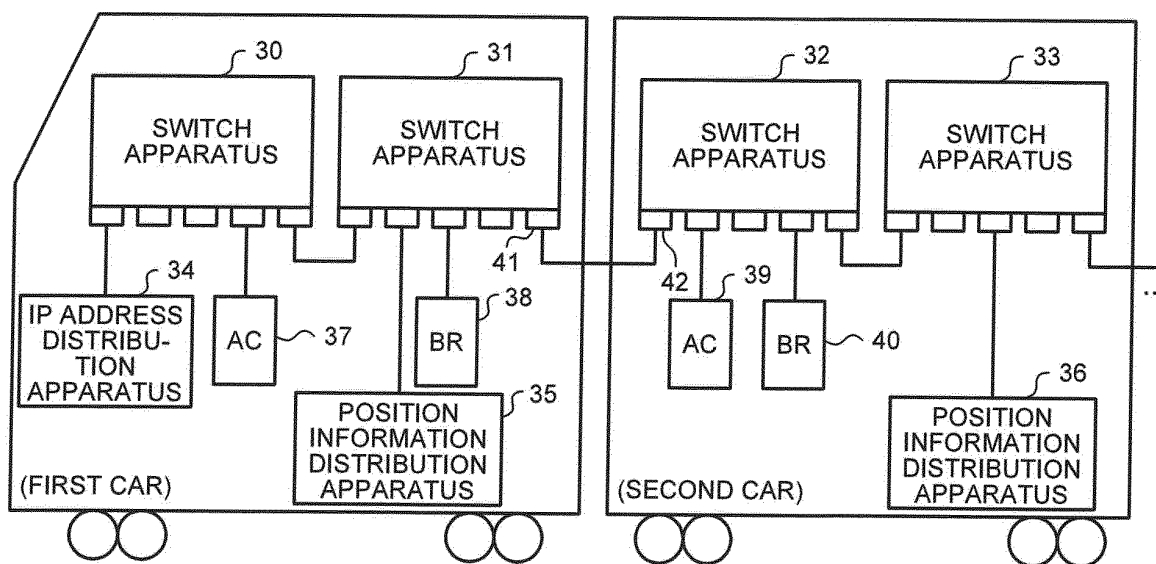 30
31
32
33
SWITCH
APPARATUS
SWITCH
APPARATUS
SWITCH
APPARATUS
SWITCH
APPARATUS
41
42
34
IP ADDRESS
DISTRIBU-
TION
APPARATUS
AC
37
BR
38
35
POSITION
INFORMATION
DISTRIBUTION
APPARATUS
(FIRST CAR)
39
AC
BR
40
36
POSITION
INFORMATION
DISTRIBUTION
APPARATUS
(SECOND CAR)
..